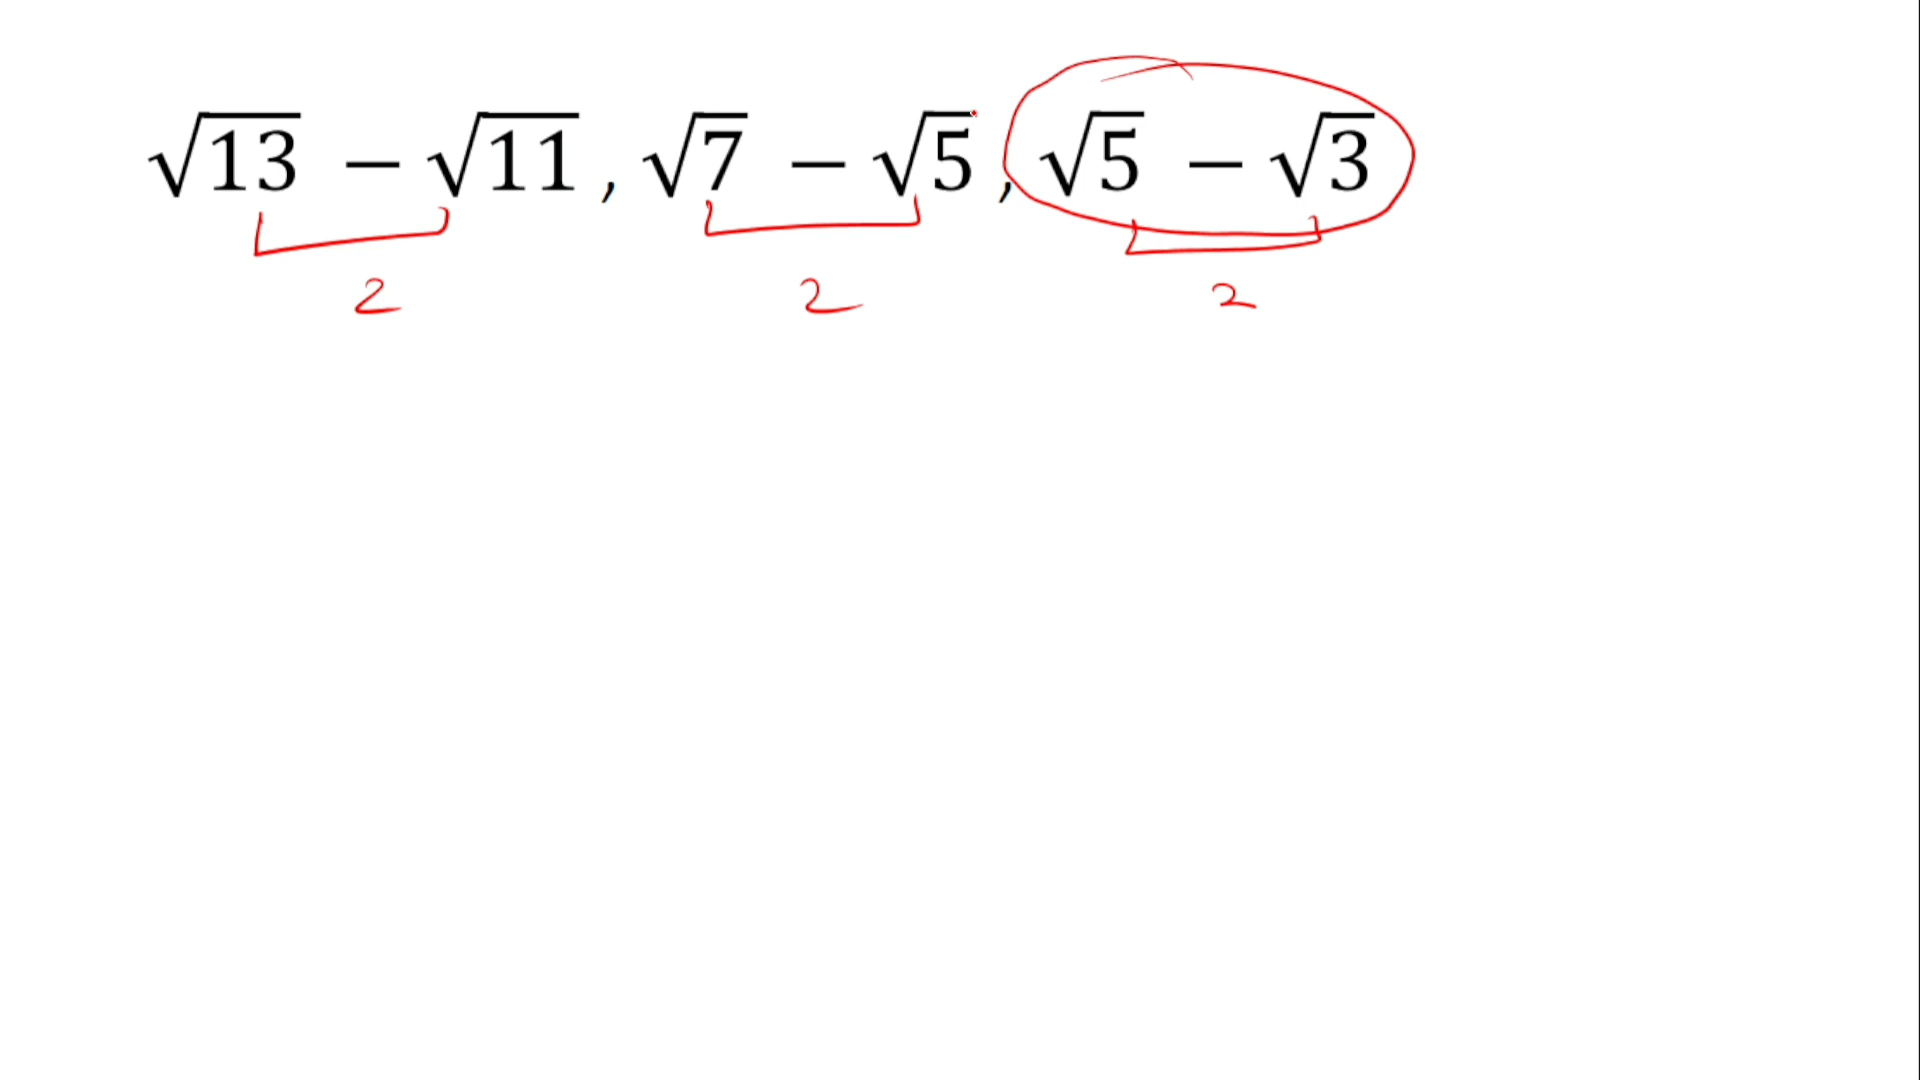 √13 − √11 , √7 − √5 , √5 − √3
2 2 2